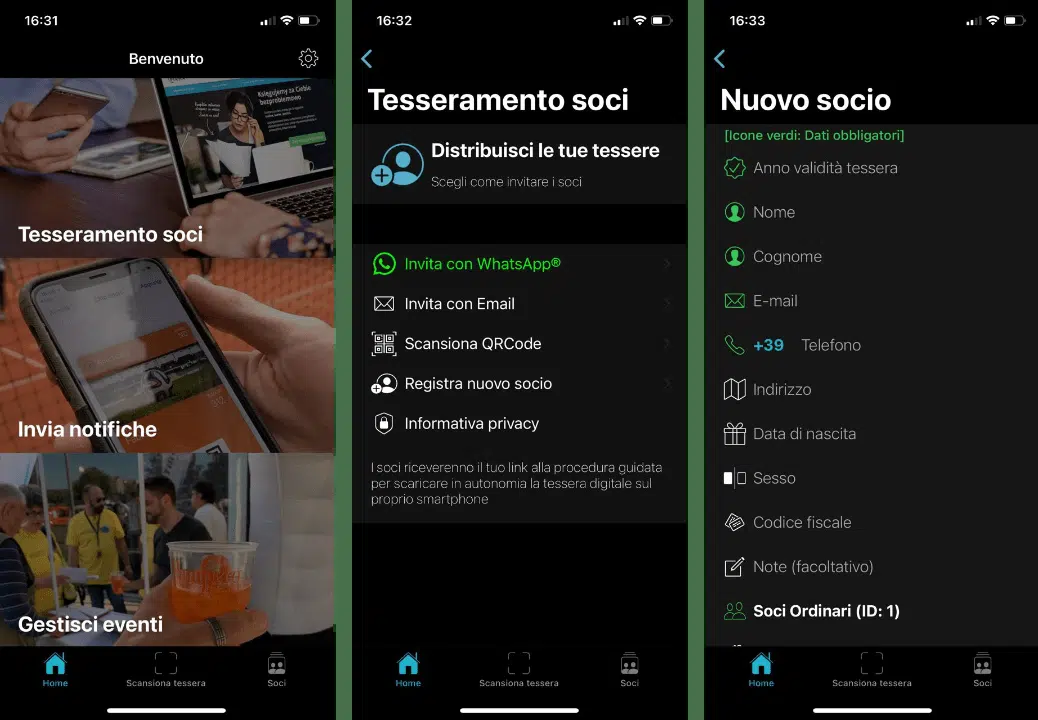 16:31
Benvenuto
Księgujemy za Ciebie
bezproblemowo
Tesseramento soci
Invia notifiche
Gestisci eventi
Home
Scansiona tessera
Soci
16:32
Tesseramento soci
Distribuisci le tue tessere
Scegli come invitare i soci
Invita con WhatsApp®
Invita con Email
Scansiona QRCode
Registra nuovo socio
Informativa privacy
I soci riceverenno il tuo link alla procedura guidata
per scaricare in autonomia la tessera digitale sul
proprio smartphone
Home
Scansiona tessera
Soci
16:33
Nuovo socio
[Icone verdi: Dati obbligatori]
Anno validità tessera
Nome
Cognome
E-mail
+39 Telefono
Indirizzo
Data di nascita
Sesso
Codice fiscale
Note (facoltativo)
Soci Ordinari (ID: 1)
Home
Scansiona tessera
Soci